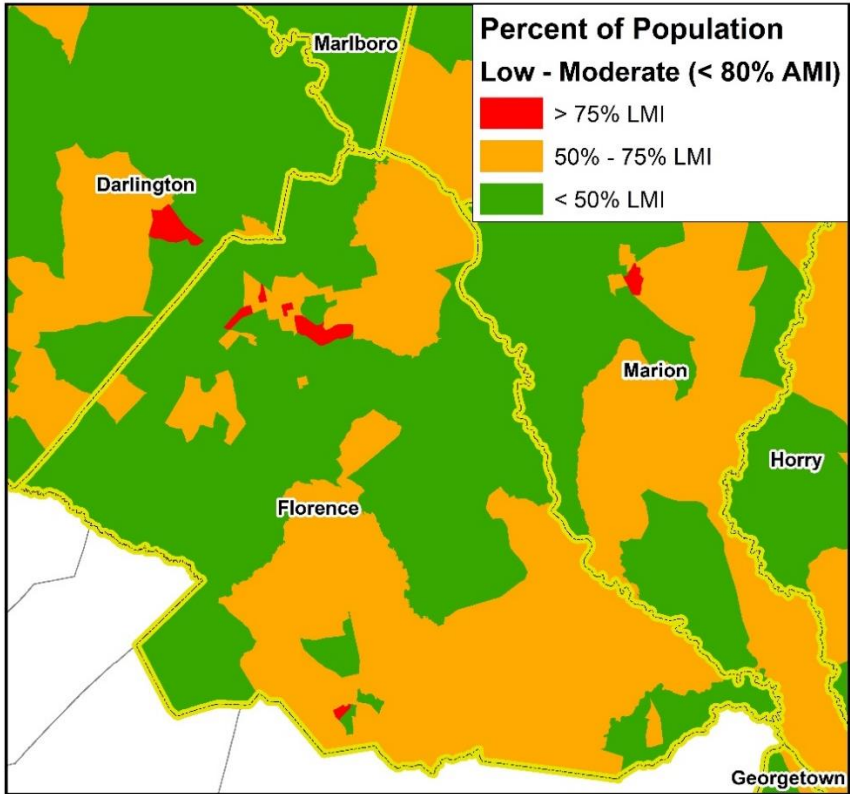 Marlboro
Percent of Population
Low - Moderate (< 80% AMI)
> 75% LMI
50% - 75% LMI
< 50% LMI
Darlington
Marion
Horry
Florence
Georgetown